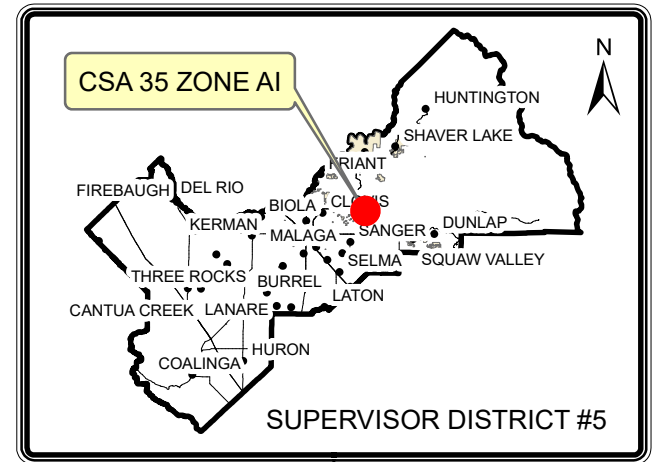 CSA 35 ZONE AI
N
HUNTINGTON
SHAVER LAKE
FRIANT
FIREBAUGH
DEL RIO
BIOLA
CLOVIS
KERMAN
MALAGA
SANGER
DUNLAP
SELMA
SQUAW VALLEY
THREE ROCKS
BURREL
LATON
CANTUA CREEK
LANARE
HURON
COALINGA
SUPERVISOR DISTRICT #5